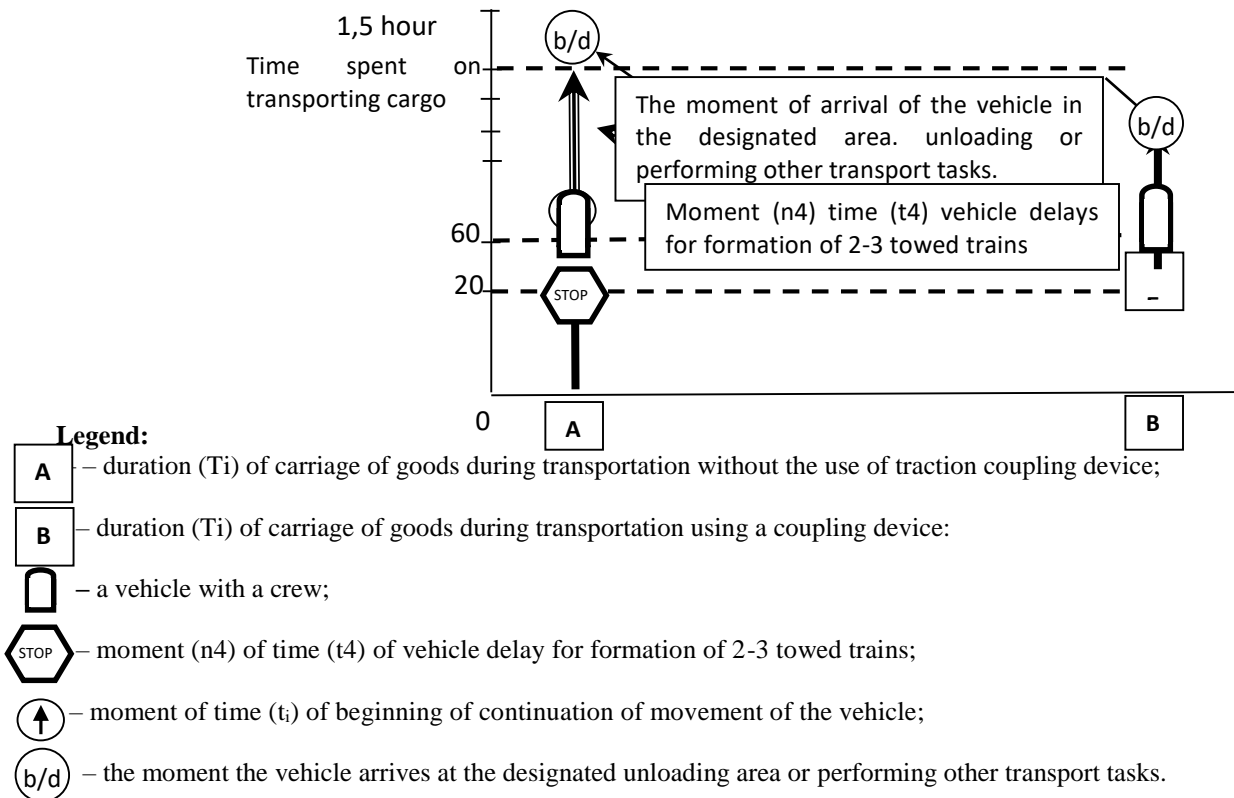 1,5 hour
b/d
Time spent on
transporting cargo
The moment of arrival of the vehicle in
the designated area. unloading or
performing other transport tasks.
b/d
Moment (n4) time (t4) vehicle delays
for formation of 2-3 towed trains
60
20
STOP
–
0
A
B
Legend:
A – duration (Ti) of carriage of goods during transportation without the use of traction coupling device;
B – duration (Ti) of carriage of goods during transportation using a coupling device:
– a vehicle with a crew;
STOP – moment (n4) of time (t4) of vehicle delay for formation of 2-3 towed trains;
– moment of time (ti) of beginning of continuation of movement of the vehicle;
b/d – the moment the vehicle arrives at the designated unloading area or performing other transport tasks.